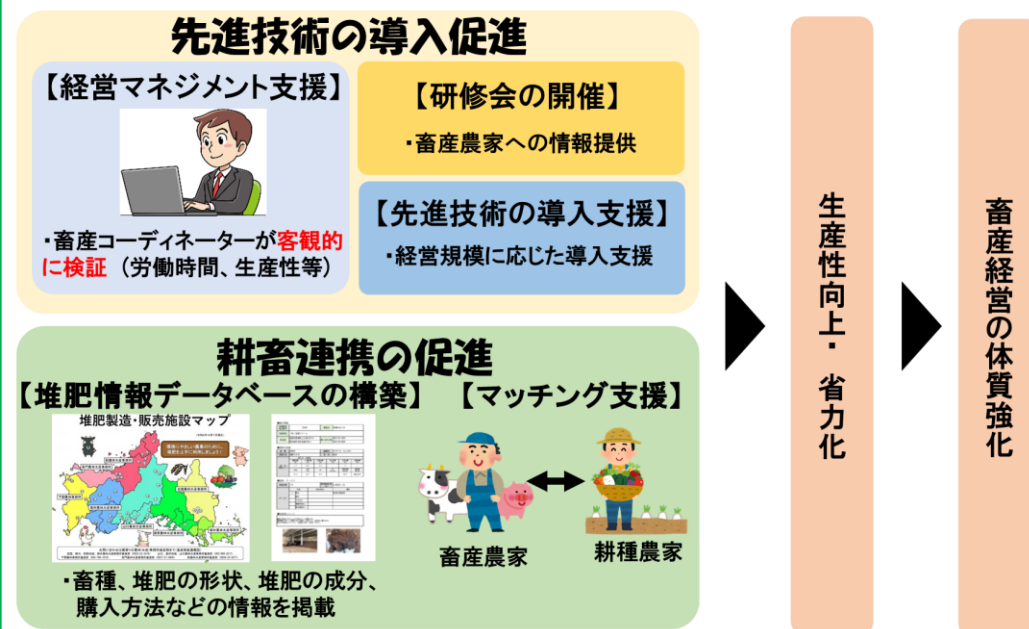 先進技術の導入促進
【経営マネジメント支援】
・畜産コーディネーターが客観的
に検証（労働時間、生産性等）
【研修会の開催】
・畜産農家への情報提供
【先進技術の導入支援】
・経営規模に応じた導入支援
耕畜連携の促進
【堆肥情報データベースの構築】
堆肥製造・販売施設マップ
・畜種、堆肥の形状、堆肥の成分、
購入方法などの情報を掲載
【マッチング支援】
畜産農家
耕種農家
生産性向上・省力化
畜産経営の体質強化